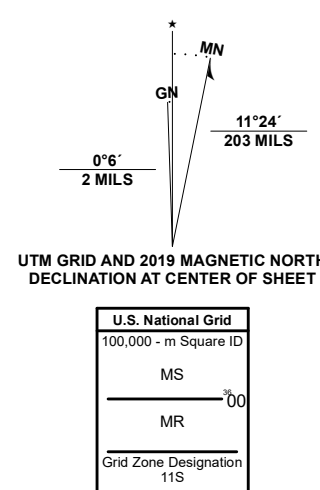 ★
MN
GN
11°24´
203 MILS
0°6´
2 MILS
UTM GRID AND 2019 MAGNETIC NORTH
DECLINATION AT CENTER OF SHEET
U.S. National Grid
100,000 - m Square ID
MS
3600
MR
Grid Zone Designation
11S